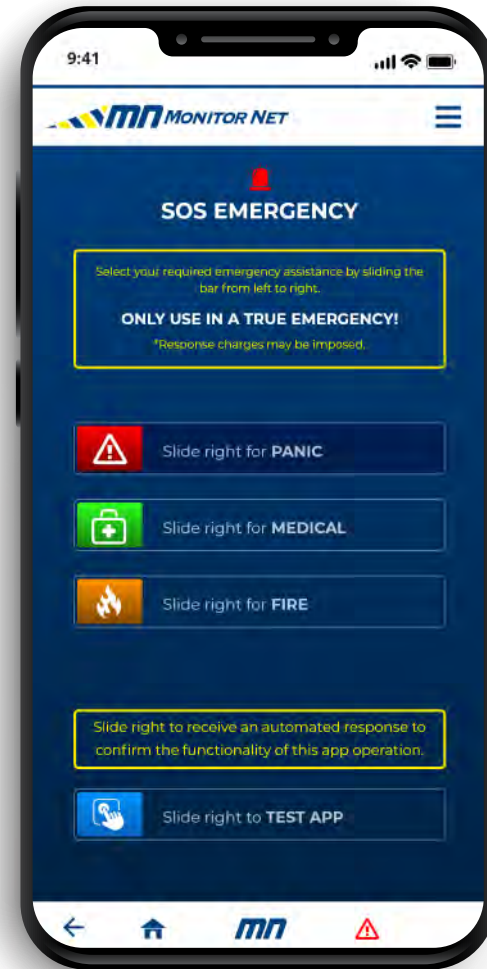 9:41
MN MONITOR NET
SOS EMERGENCY
Select your required emergency assistance by sliding the
bar from left to right.
ONLY USE IN A TRUE EMERGENCY!
*Response charges may be imposed.
Slide right for PANIC
Slide right for MEDICAL
Slide right for FIRE
Slide right to receive an automated response to
confirm the functionality of this app operation.
Slide right to TEST APP
MN